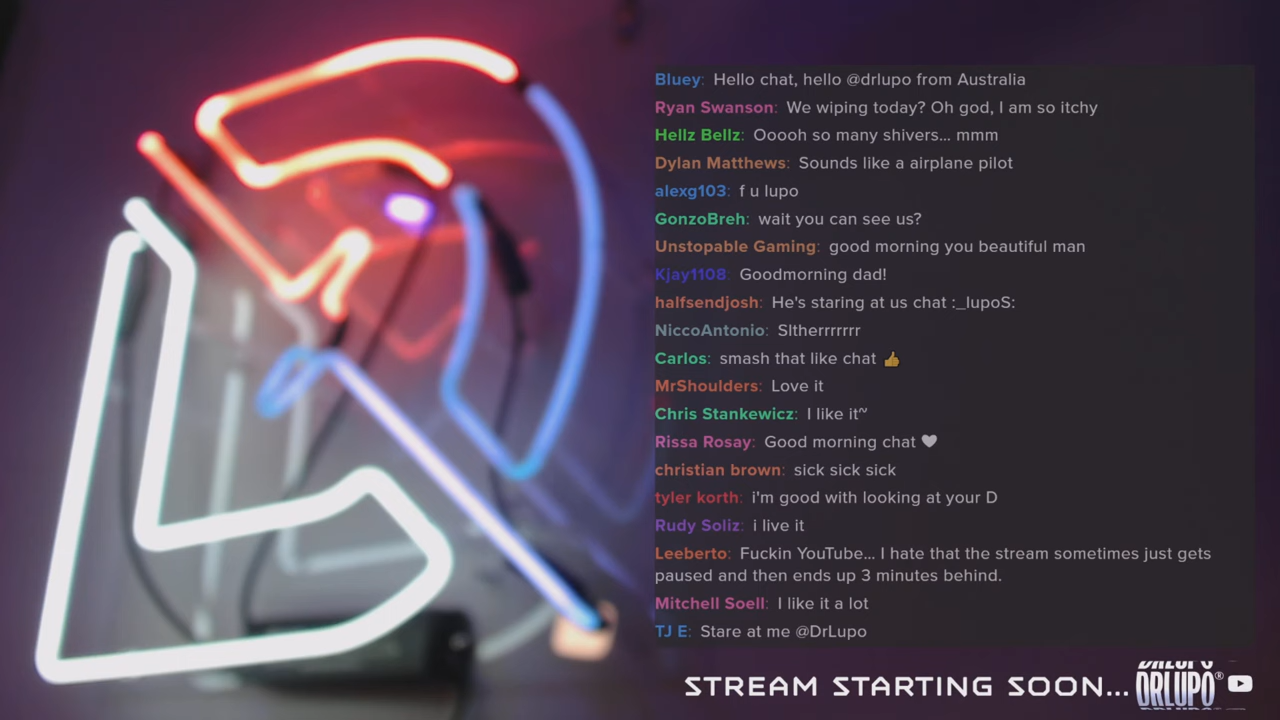 Bluey: Hello chat, hello @drlupo from Australia
Ryan Swanson: We wiping today? Oh god, I am so itchy
Hellz Bellz: Ooooh so many shivers... mmm
Dylan Matthews: Sounds like a airplane pilot
alexg103: f u lupo
GonzoBreh: wait you can see us?
Unstopable Gaming: good morning you beautiful man
Kjay1108: Goodmorning dad!
halfsendjosh: He's staring at us chat :_lupoS:
NiccoAntonio: Sltherrrrrr
Carlos: smash that like chat 👍
MrShoulders: Love it
Chris Stankewicz: I like it~
Rissa Rosay: Good morning chat 🤍
christian brown: sick sick sick
tyler korth: i'm good with looking at your D
Rudy Soliz: i live it
Leeberto: Fuckin YouTube... I hate that the stream sometimes just gets
paused and then ends up 3 minutes behind.
Mitchell Soell: I like it a lot
TJ E: Stare at me @DrLupo
STREAM STARTING SOON... DRLUPO®